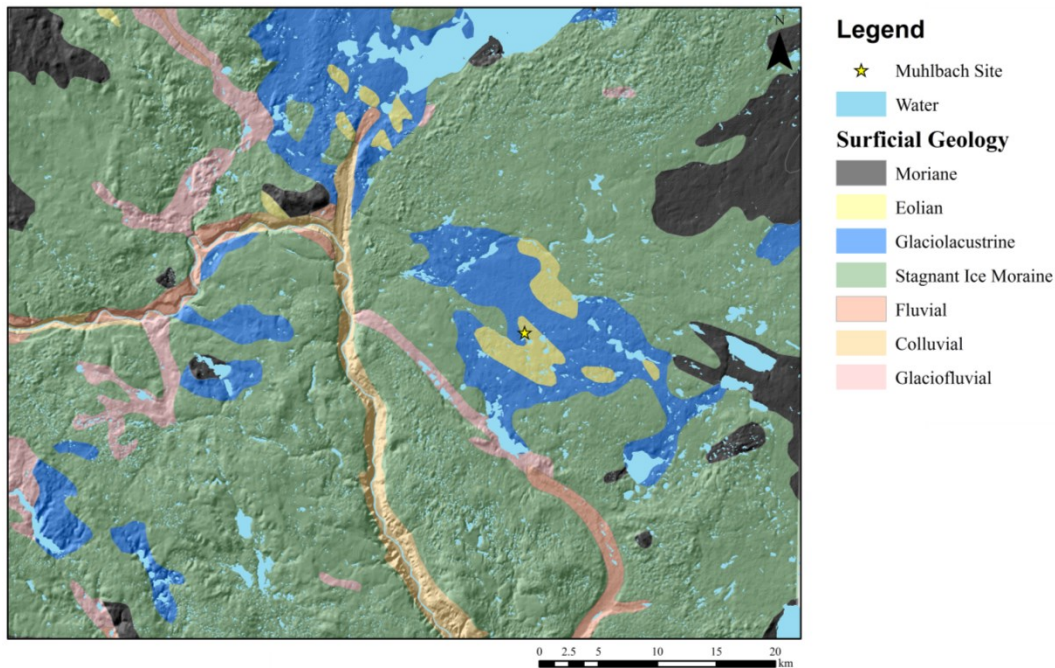 N
Legend
Muhlbach Site
Water
Surficial Geology
Moriane
Eolian
Glaciolacustrine
Stagnant Ice Moraine
Fluvial
Colluvial
Glaciofluvial
0 2.5 5 10 15 20
km